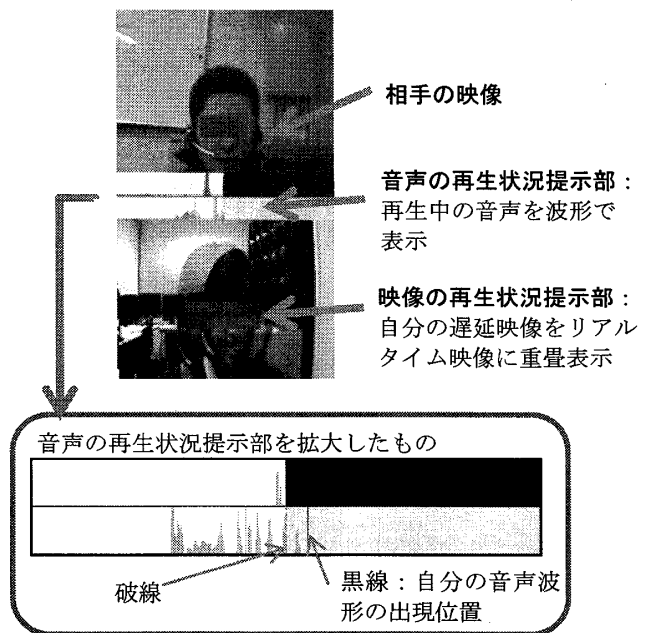 相手の映像
音声の再生状況提示部：
再生中の音声を波形で
表示
映像の再生状況提示部：
自分の遅延映像をリアル
タイム映像に重畳表示
音声の再生状況提示部を拡大したもの
破線
黒線：自分の音声波
形の出現位置